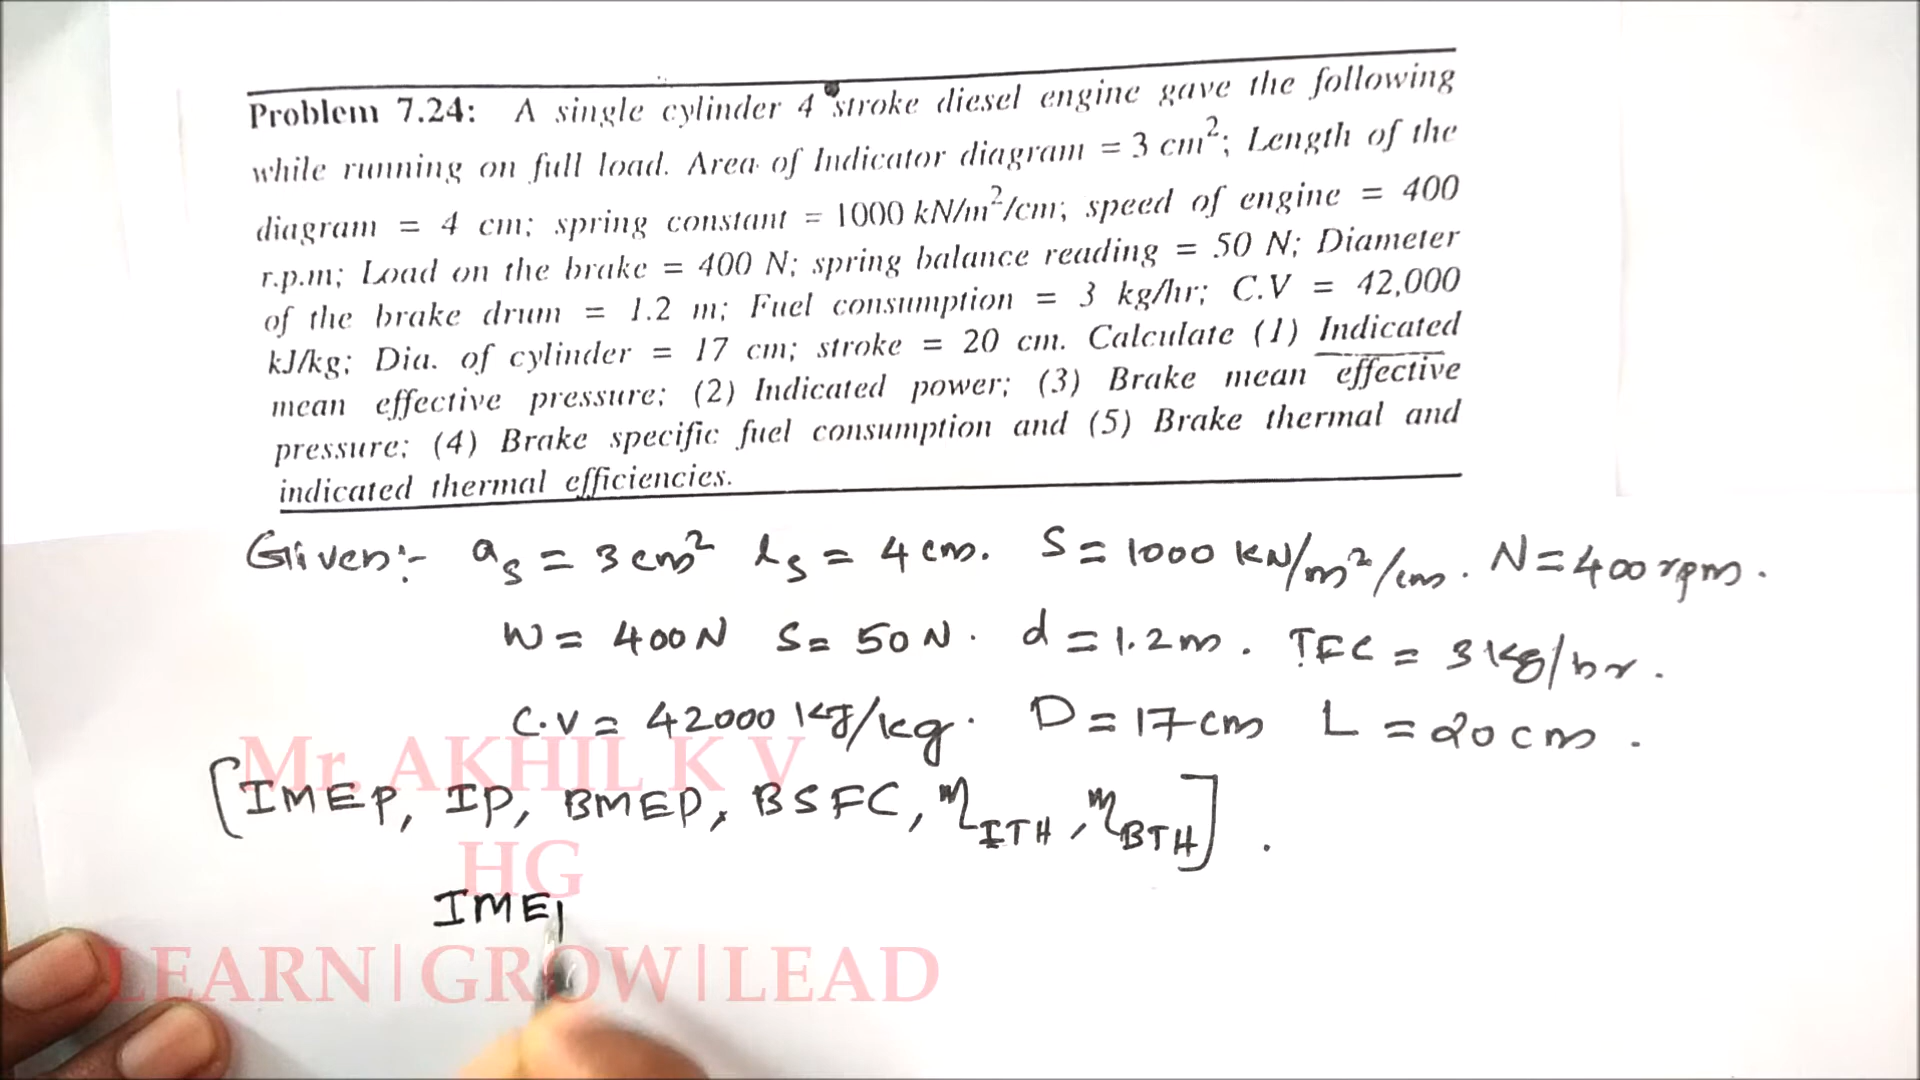 Problem 7.24: A single cylinder 4 stroke diesel engine gave the following
while running on full load. Area of Indicator diagram = 3 cm²; Length of the
diagram = 4 cm; spring constant = 1000 kN/m²/cm; speed of engine = 400
r.p.m; Load on the brake = 400 N; spring balance reading = 50 N; Diameter
of the brake drum = 1.2 m; Fuel consumption = 3 kg/hr; C.V = 42,000
kJ/kg; Dia. of cylinder = 17 cm; stroke = 20 cm. Calculate (1) Indicated
mean effective pressure; (2) Indicated power; (3) Brake mean effective
pressure; (4) Brake specific fuel consumption and (5) Brake thermal and
indicated thermal efficiencies.
Given:- a_s = 3 cm² l_s = 4 cm. S = 1000 kN/m²/cm. N = 400 rpm.
W = 400 N S = 50 N. d = 1.2 m. TFC = 3 kg/hr.
C.V = 42000 kJ/kg. D = 17 cm L = 20 cm.
Mr. AKHIL K V
[IMEP, IP, BMEP, BSFC, η_ITH, η_BTH].
HG
IMEP
LEARN|GROW|LEAD